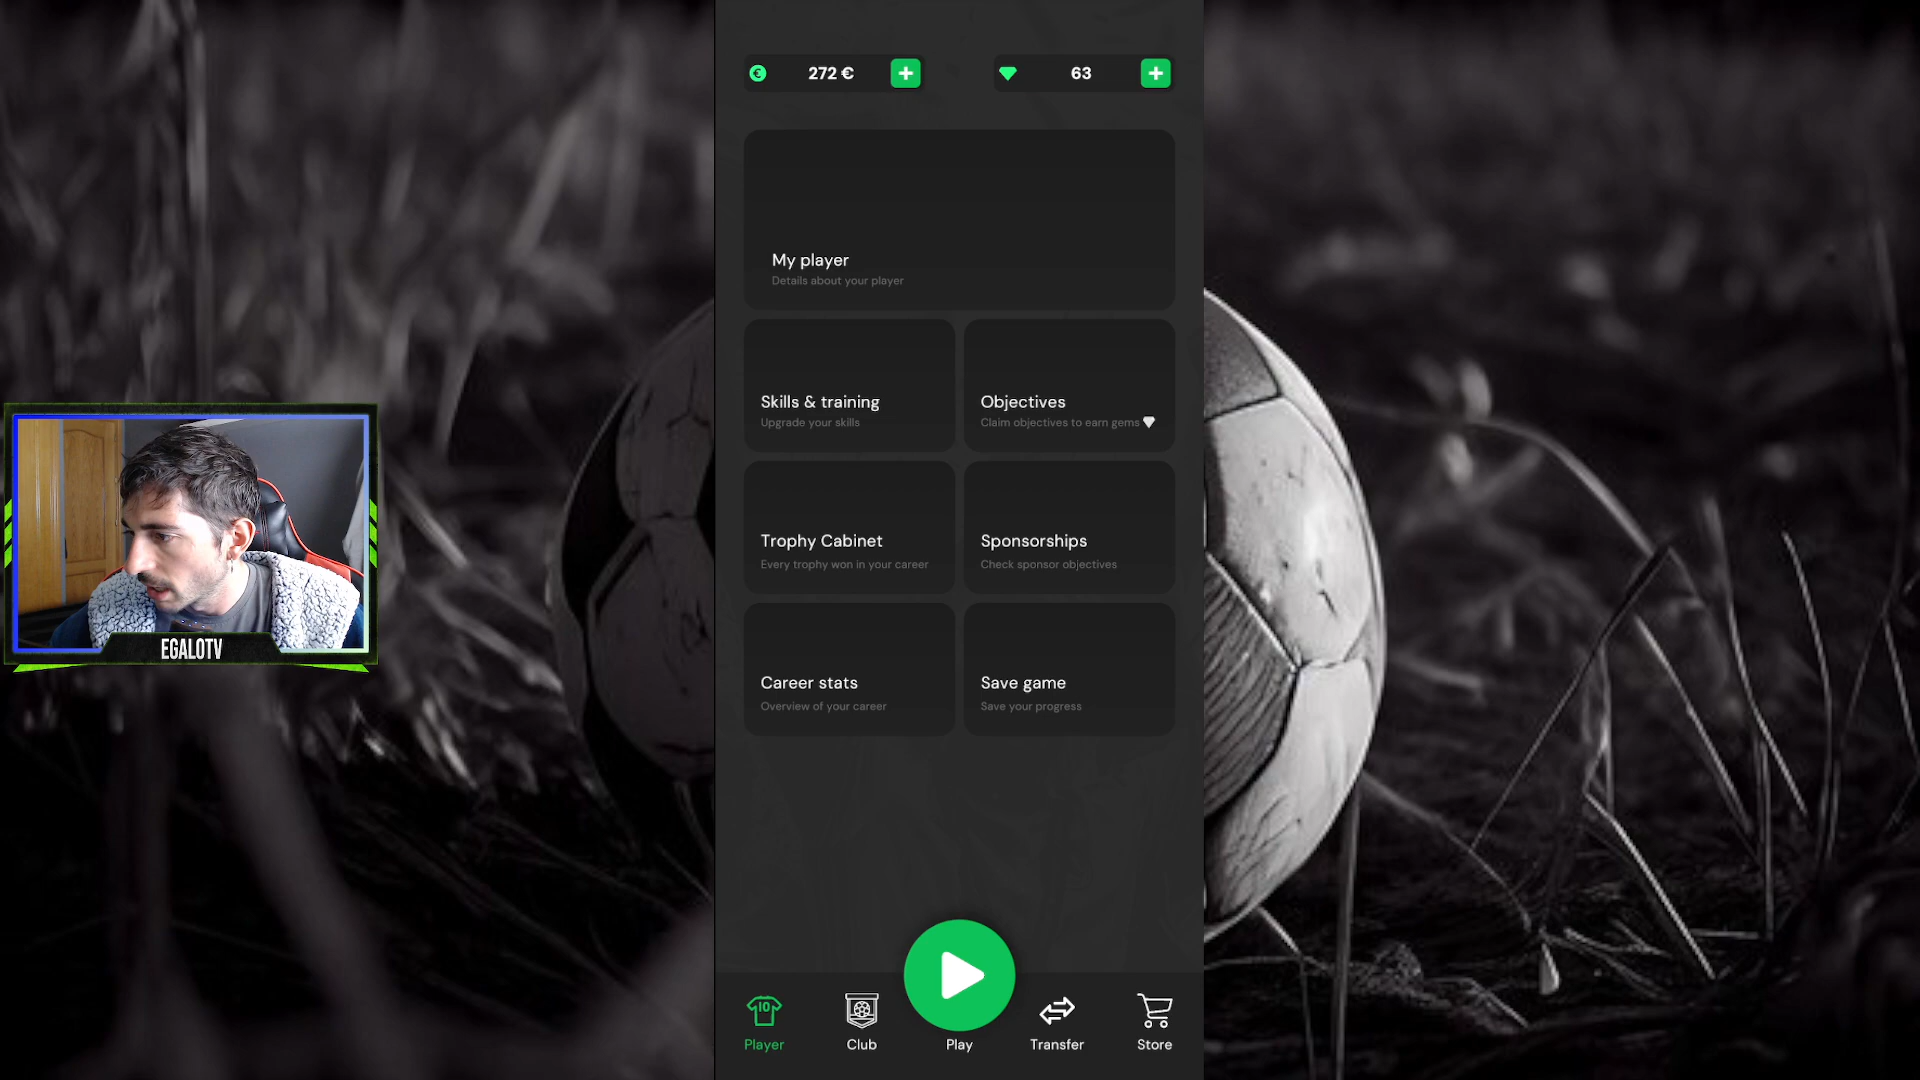 272 €
63
My player
Details about your player
Skills & training
Upgrade your skills
Objectives
Claim objectives to earn gems
Trophy Cabinet
Every trophy won in your career
Sponsorships
Check sponsor objectives
Career stats
Overview of your career
Save game
Save your progress
EGALOTV
10
Player
Club
Play
Transfer
Store